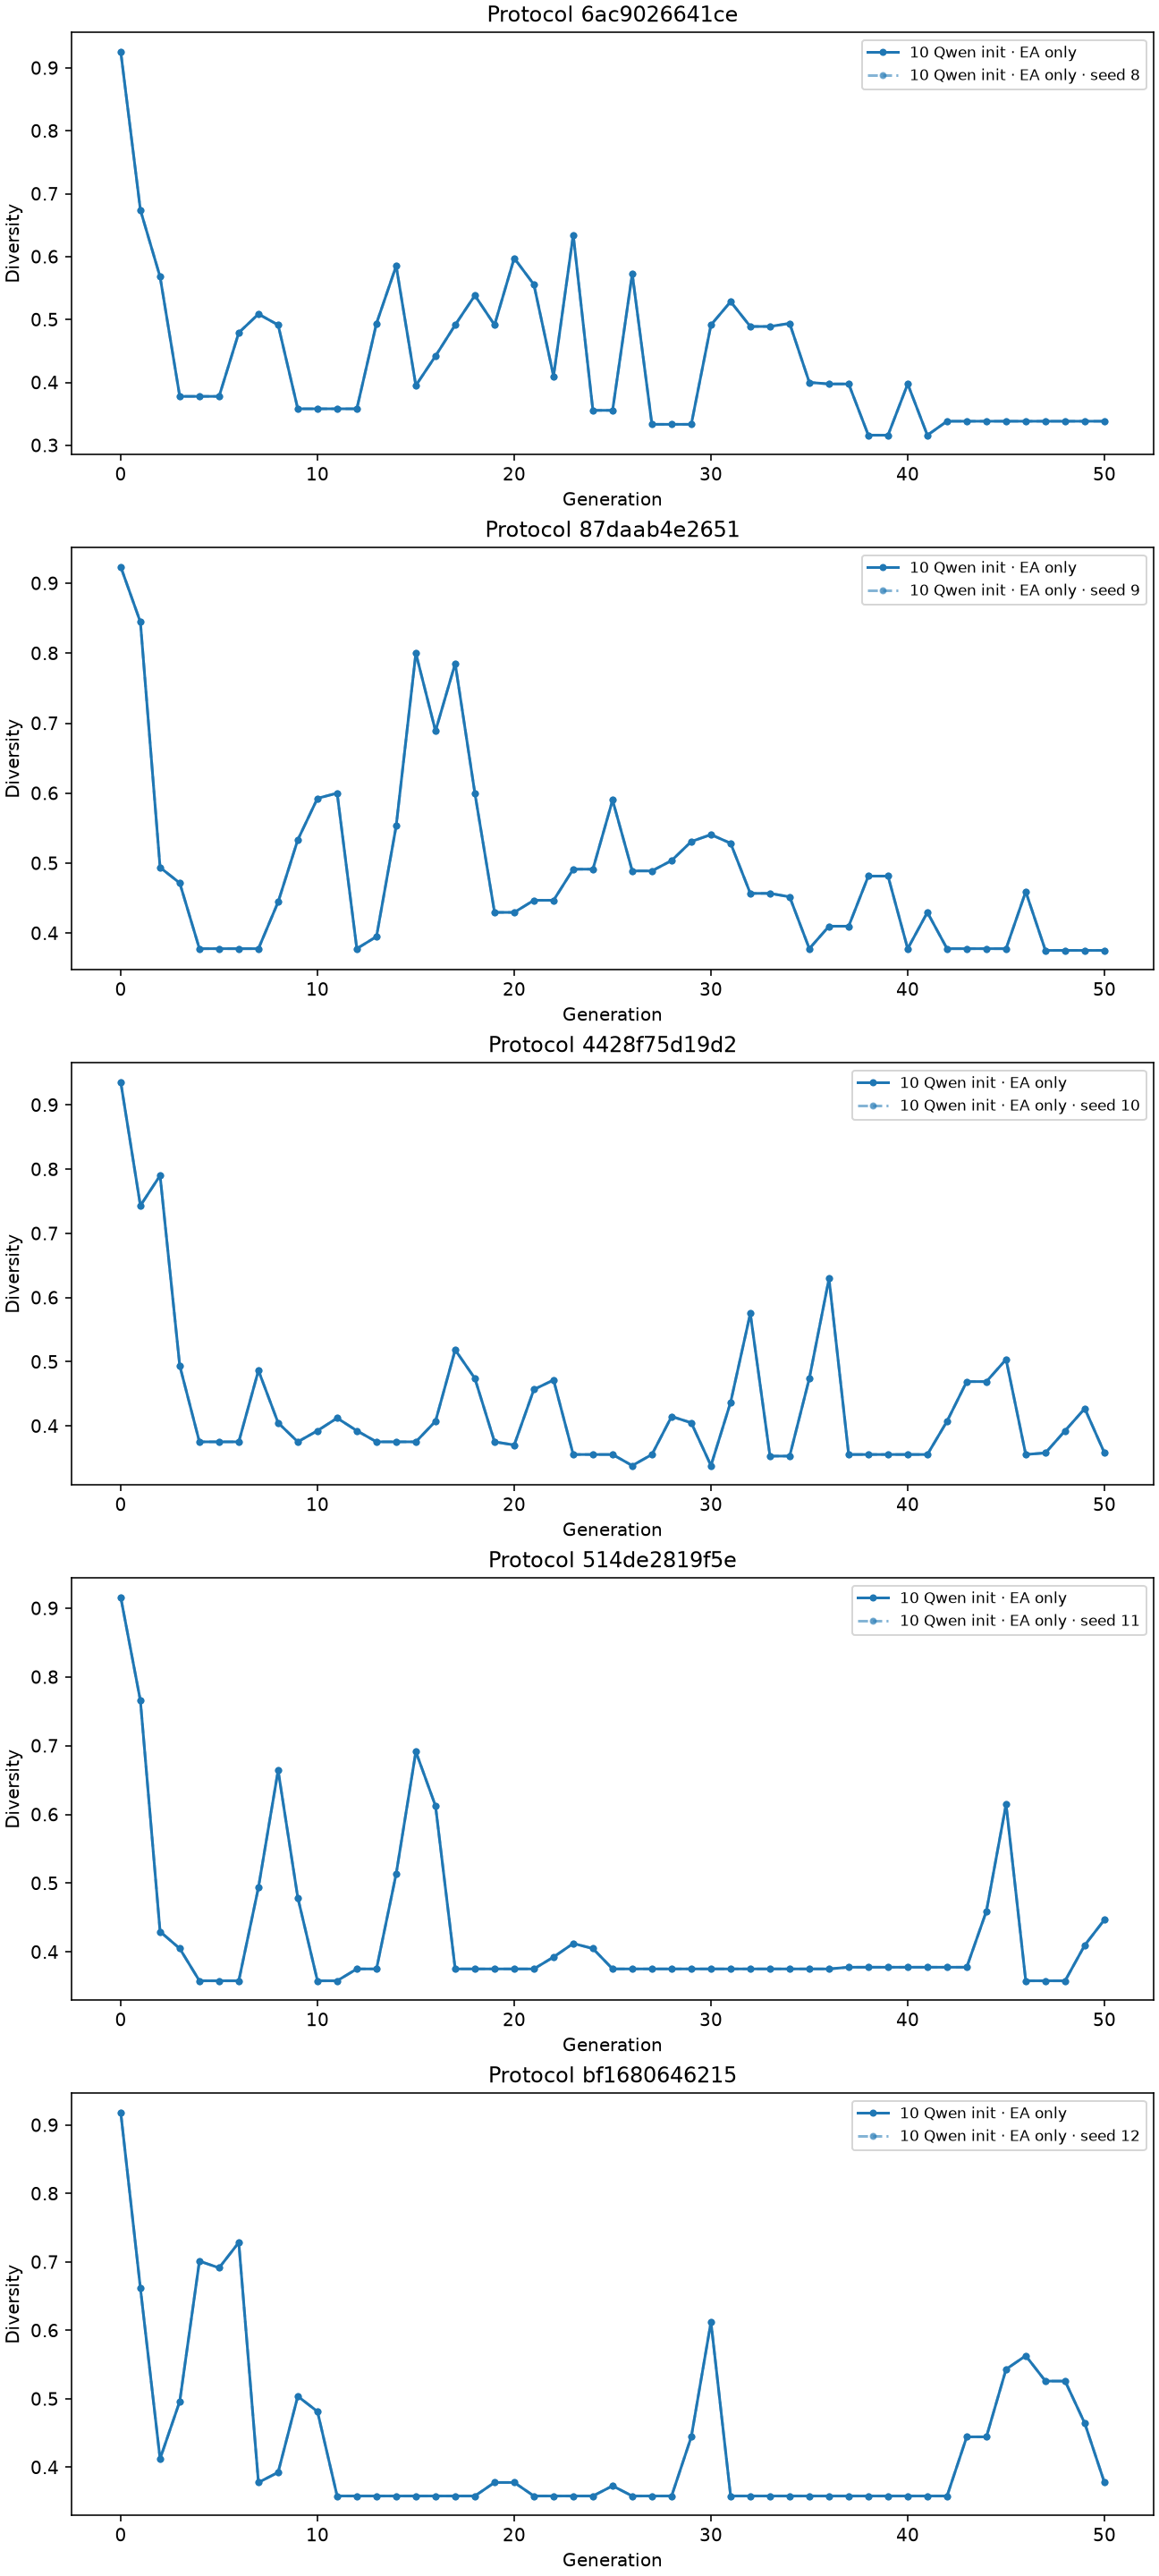 Protocol 6ac9026641ce
10 Qwen init · EA only
10 Qwen init · EA only · seed 8
Diversity
0.9
0.8
0.7
0.6
0.5
0.4
0.3
0 10 20 30 40 50
Generation
Protocol 87daab4e2651
10 Qwen init · EA only
10 Qwen init · EA only · seed 9
Diversity
0.9
0.8
0.7
0.6
0.5
0.4
0 10 20 30 40 50
Generation
Protocol 4428f75d19d2
10 Qwen init · EA only
10 Qwen init · EA only · seed 10
Diversity
0.9
0.8
0.7
0.6
0.5
0.4
0 10 20 30 40 50
Generation
Protocol 514de2819f5e
10 Qwen init · EA only
10 Qwen init · EA only · seed 11
Diversity
0.9
0.8
0.7
0.6
0.5
0.4
0 10 20 30 40 50
Generation
Protocol bf1680646215
10 Qwen init · EA only
10 Qwen init · EA only · seed 12
Diversity
0.9
0.8
0.7
0.6
0.5
0.4
0 10 20 30 40 50
Generation